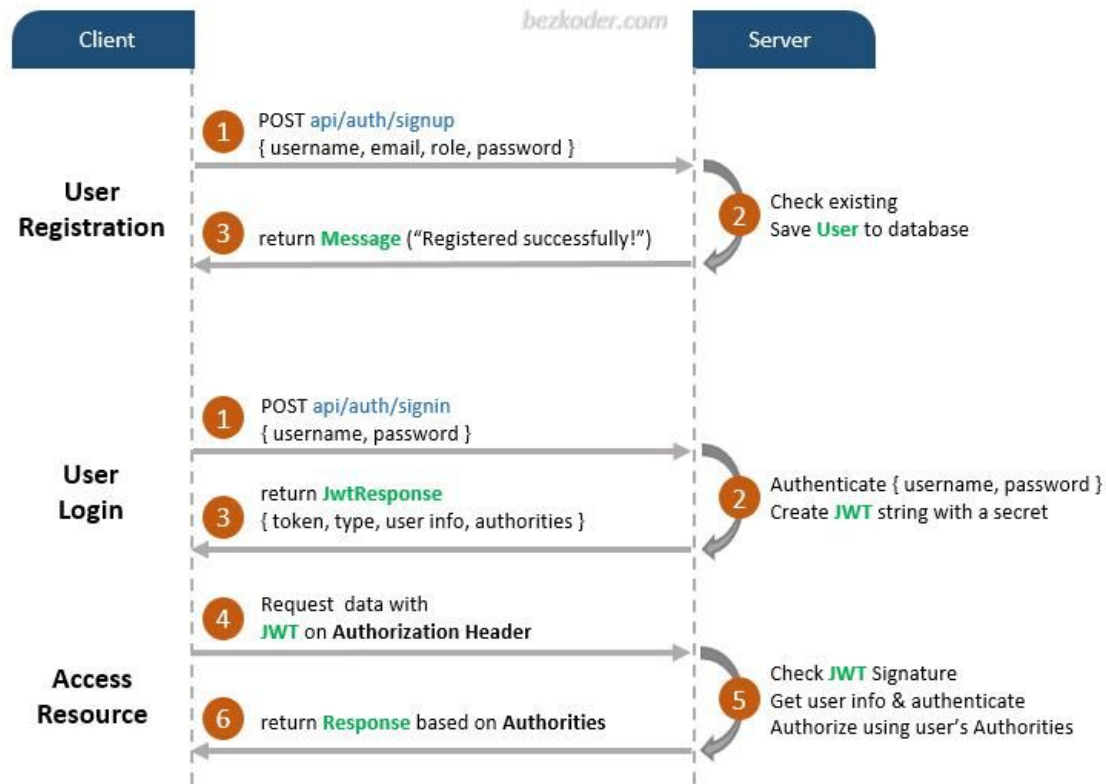 bezkoder.com
Client
Server
1
POST api/auth/signup
{ username, email, role, password }
User
Registration
2
Check existing
Save User to database
3
return Message (“Registered successfully!”)
1
POST api/auth/signin
{ username, password }
User
Login
2
Authenticate { username, password }
Create JWT string with a secret
3
return JwtResponse
{ token, type, user info, authorities }
4
Request data with
JWT on Authorization Header
Access
Resource
5
Check JWT Signature
Get user info & authenticate
Authorize using user’s Authorities
6
return Response based on Authorities